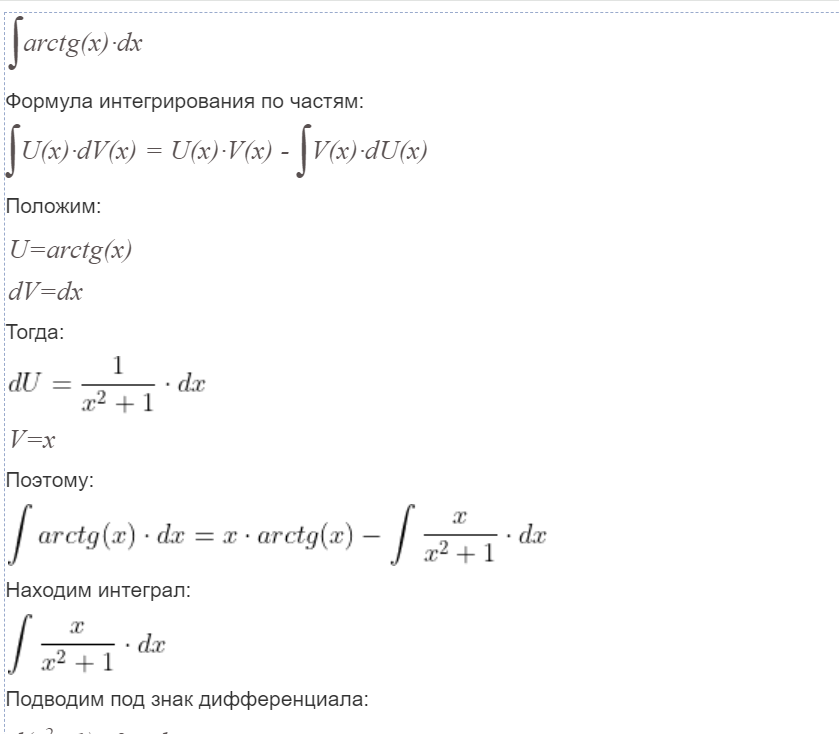 ∫arctg(x)·dx
Формула интегрирования по частям:
∫U(x)·dV(x) = U(x)·V(x) - ∫V(x)·dU(x)
Положим:
U=arctg(x)
dV=dx
Тогда:
dU = 1/(x² + 1) · dx
V=x
Поэтому:
∫ arctg(x) · dx = x · arctg(x) − ∫ x/(x² + 1) · dx
Находим интеграл:
∫ x/(x² + 1) · dx
Подводим под знак дифференциала: